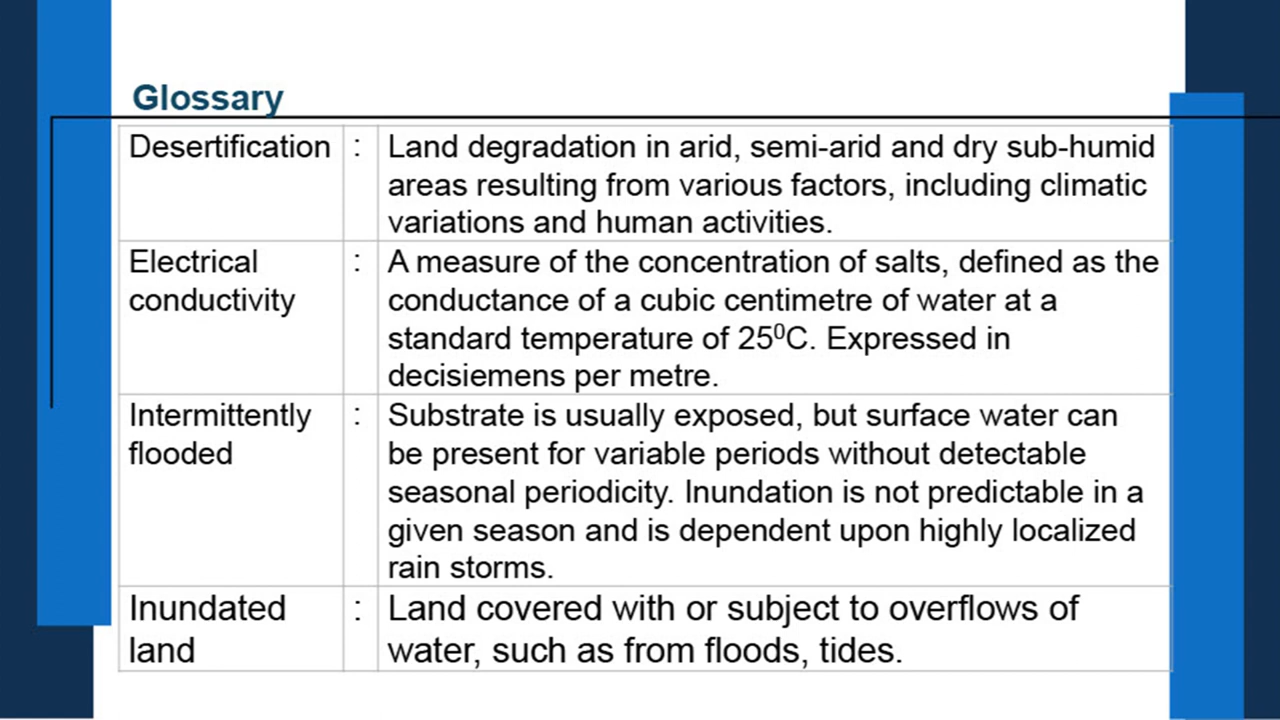 Glossary
Desertification : Land degradation in arid, semi-arid and dry sub-humid
areas resulting from various factors, including climatic
variations and human activities.
Electrical : A measure of the concentration of salts, defined as the
conductivity conductance of a cubic centimetre of water at a
standard temperature of 25⁰C. Expressed in
decisiemens per metre.
Intermittently : Substrate is usually exposed, but surface water can
flooded be present for variable periods without detectable
seasonal periodicity. Inundation is not predictable in a
given season and is dependent upon highly localized
rain storms.
Inundated : Land covered with or subject to overflows of
land water, such as from floods, tides.